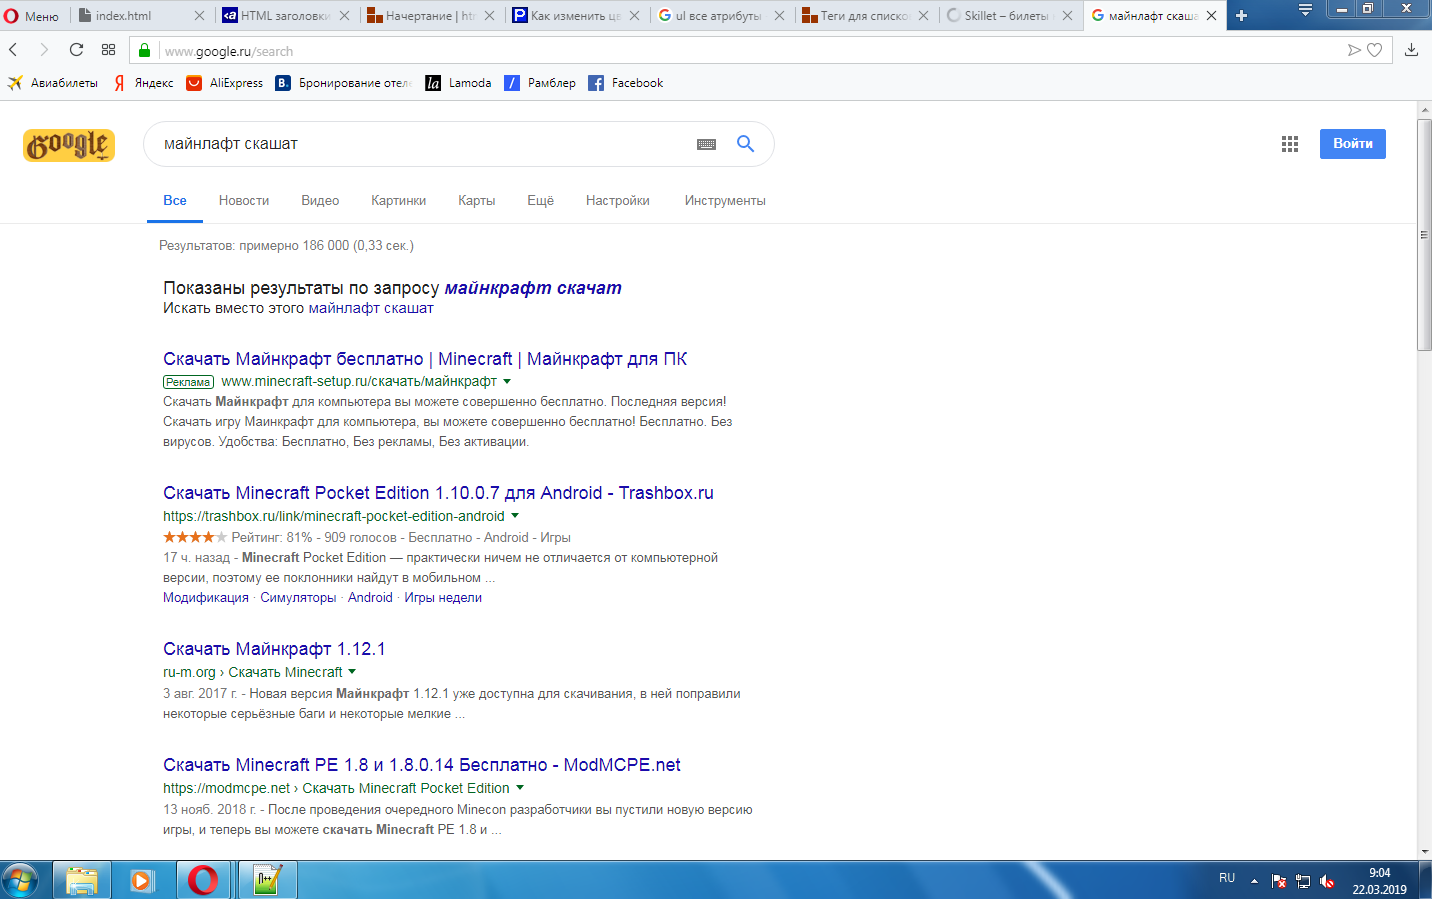 Меню
index.html
HTML заголовки
Начертание | htm
Как изменить цв
ul все атрибуты
Теги для списков
Skillet – билеты
майнлафт скаша
www.google.ru/search
Авиабилеты
Яндекс
AliExpress
Бронирование отеле
Lamoda
Рамблер
Facebook
Google
майнлафт скашат
Войти
Все Новости Видео Картинки Карты Ещё Настройки Инструменты
Результатов: примерно 186 000 (0,33 сек.)
Показаны результаты по запросу майнкрафт скачат
Искать вместо этого майнлафт скашат
Скачать Майнкрафт бесплатно | Minecraft | Майнкрафт для ПК
Реклама www.minecraft-setup.ru/скачать/майнкрафт
Скачать Майнкрафт для компьютера вы можете совершенно бесплатно. Последняя версия!
Скачать игру Маинкрафт для компьютера, вы можете совершенно бесплатно! Бесплатно. Без
вирусов. Удобства: Бесплатно, Без рекламы, Без активации.
Скачать Minecraft Pocket Edition 1.10.0.7 для Android - Trashbox.ru
https://trashbox.ru/link/minecraft-pocket-edition-android
Рейтинг: 81% - 909 голосов - Бесплатно - Android - Игры
17 ч. назад - Minecraft Pocket Edition — практически ничем не отличается от компьютерной
версии, поэтому ее поклонники найдут в мобильном ...
Модификация · Симуляторы · Android · Игры недели
Скачать Майнкрафт 1.12.1
ru-m.org › Скачать Minecraft
3 авг. 2017 г. - Новая версия Майнкрафт 1.12.1 уже доступна для скачивания, в ней поправили
некоторые серьёзные баги и некоторые мелкие ...
Скачать Minecraft PE 1.8 и 1.8.0.14 Бесплатно - ModMCPE.net
https://modmcpe.net › Скачать Minecraft Pocket Edition
13 нояб. 2018 г. - После проведения очередного Minecon разработчики вы пустили новую версию
игры, и теперь вы можете скачать Minecraft PE 1.8 и ...
RU
9:04
22.03.2019